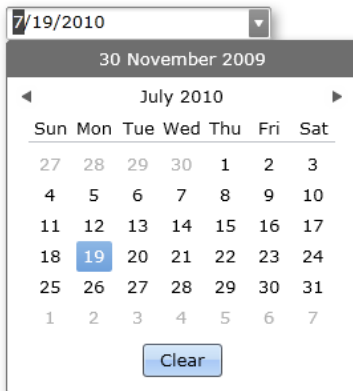 7/19/2010
30 November 2009
July 2010
Sun Mon Tue Wed Thu Fri Sat
27 28 29 30 1 2 3
4 5 6 7 8 9 10
11 12 13 14 15 16 17
18 19 20 21 22 23 24
25 26 27 28 29 30 31
1 2 3 4 5 6 7
Clear